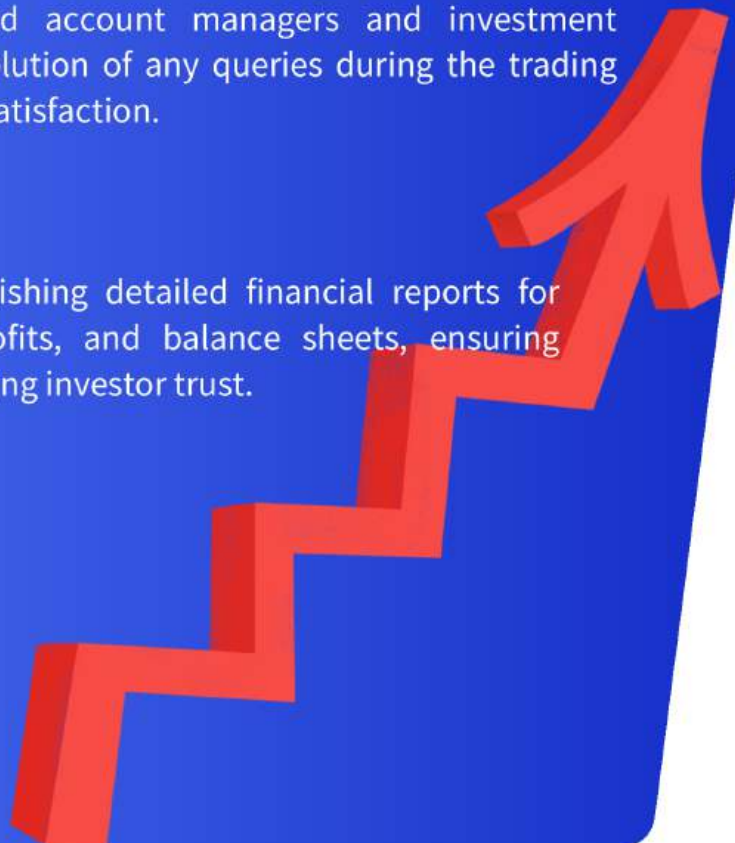 d account managers and investment
lution of any queries during the trading
atisfaction.
ishing detailed financial reports for
ofits, and balance sheets, ensuring
ng investor trust.